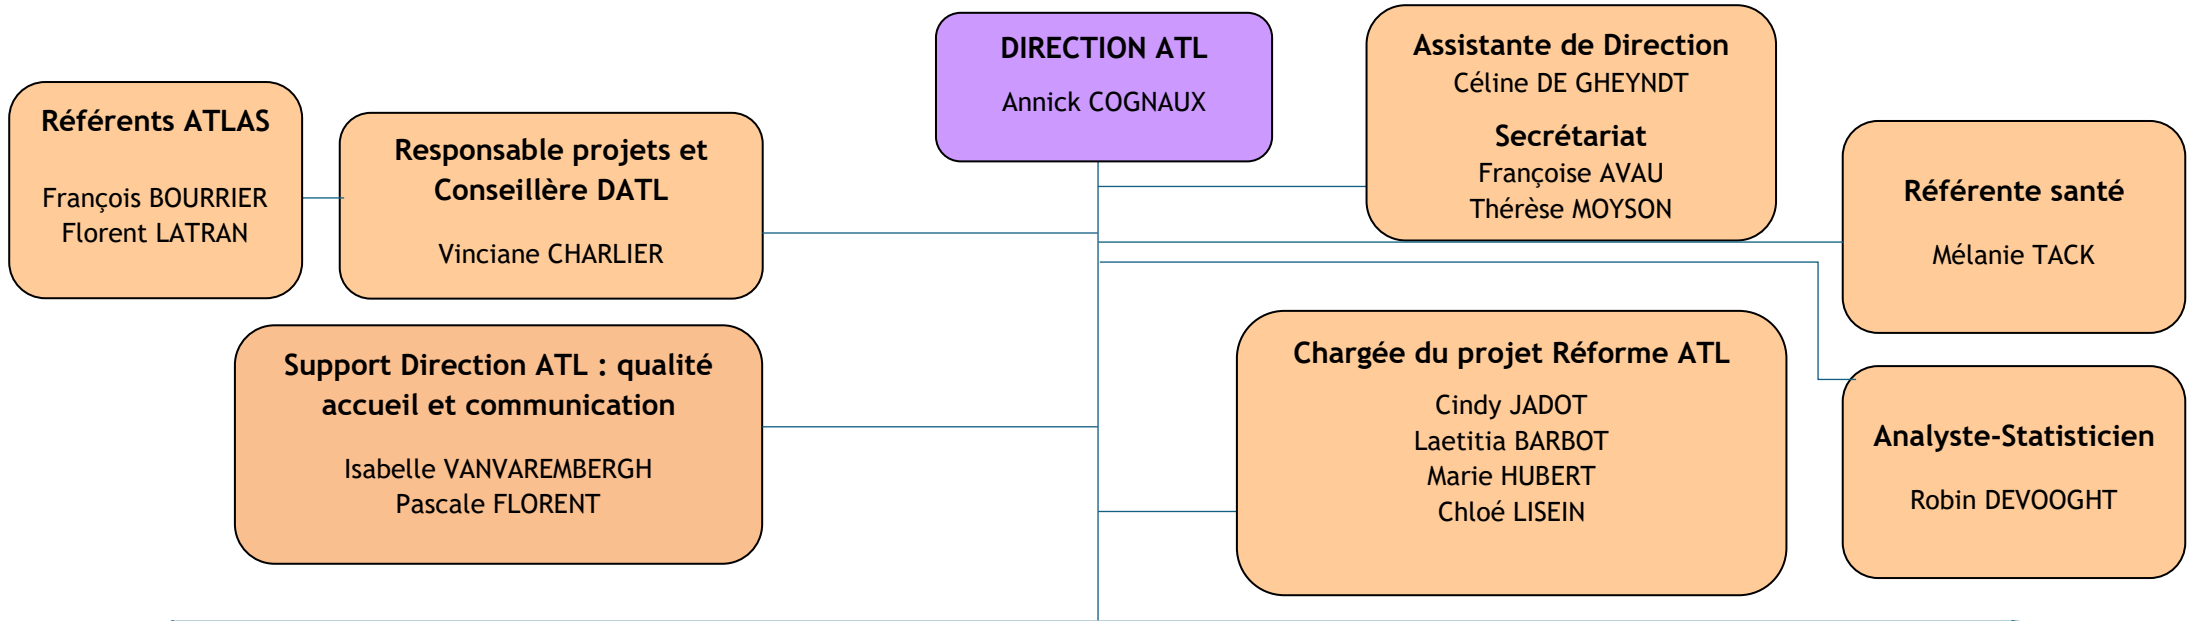 DIRECTION ATL
Annick COGNAUX
Assistante de Direction
Céline DE GHEYNDT
Secrétariat
Françoise AVAU
Thérèse MOYSON
Référents ATLAS
François BOURRIER
Florent LATRAN
Responsable projets et
Conseillère DATL
Vinciane CHARLIER
Référente santé
Mélanie TACK
Support Direction ATL : qualité
accueil et communication
Isabelle VANVAREMBERGH
Pascale FLORENT
Chargée du projet Réforme ATL
Cindy JADOT
Laetitia BARBOT
Marie HUBERT
Chloé LISEIN
Analyste-Statisticien
Robin DEVOOGHT